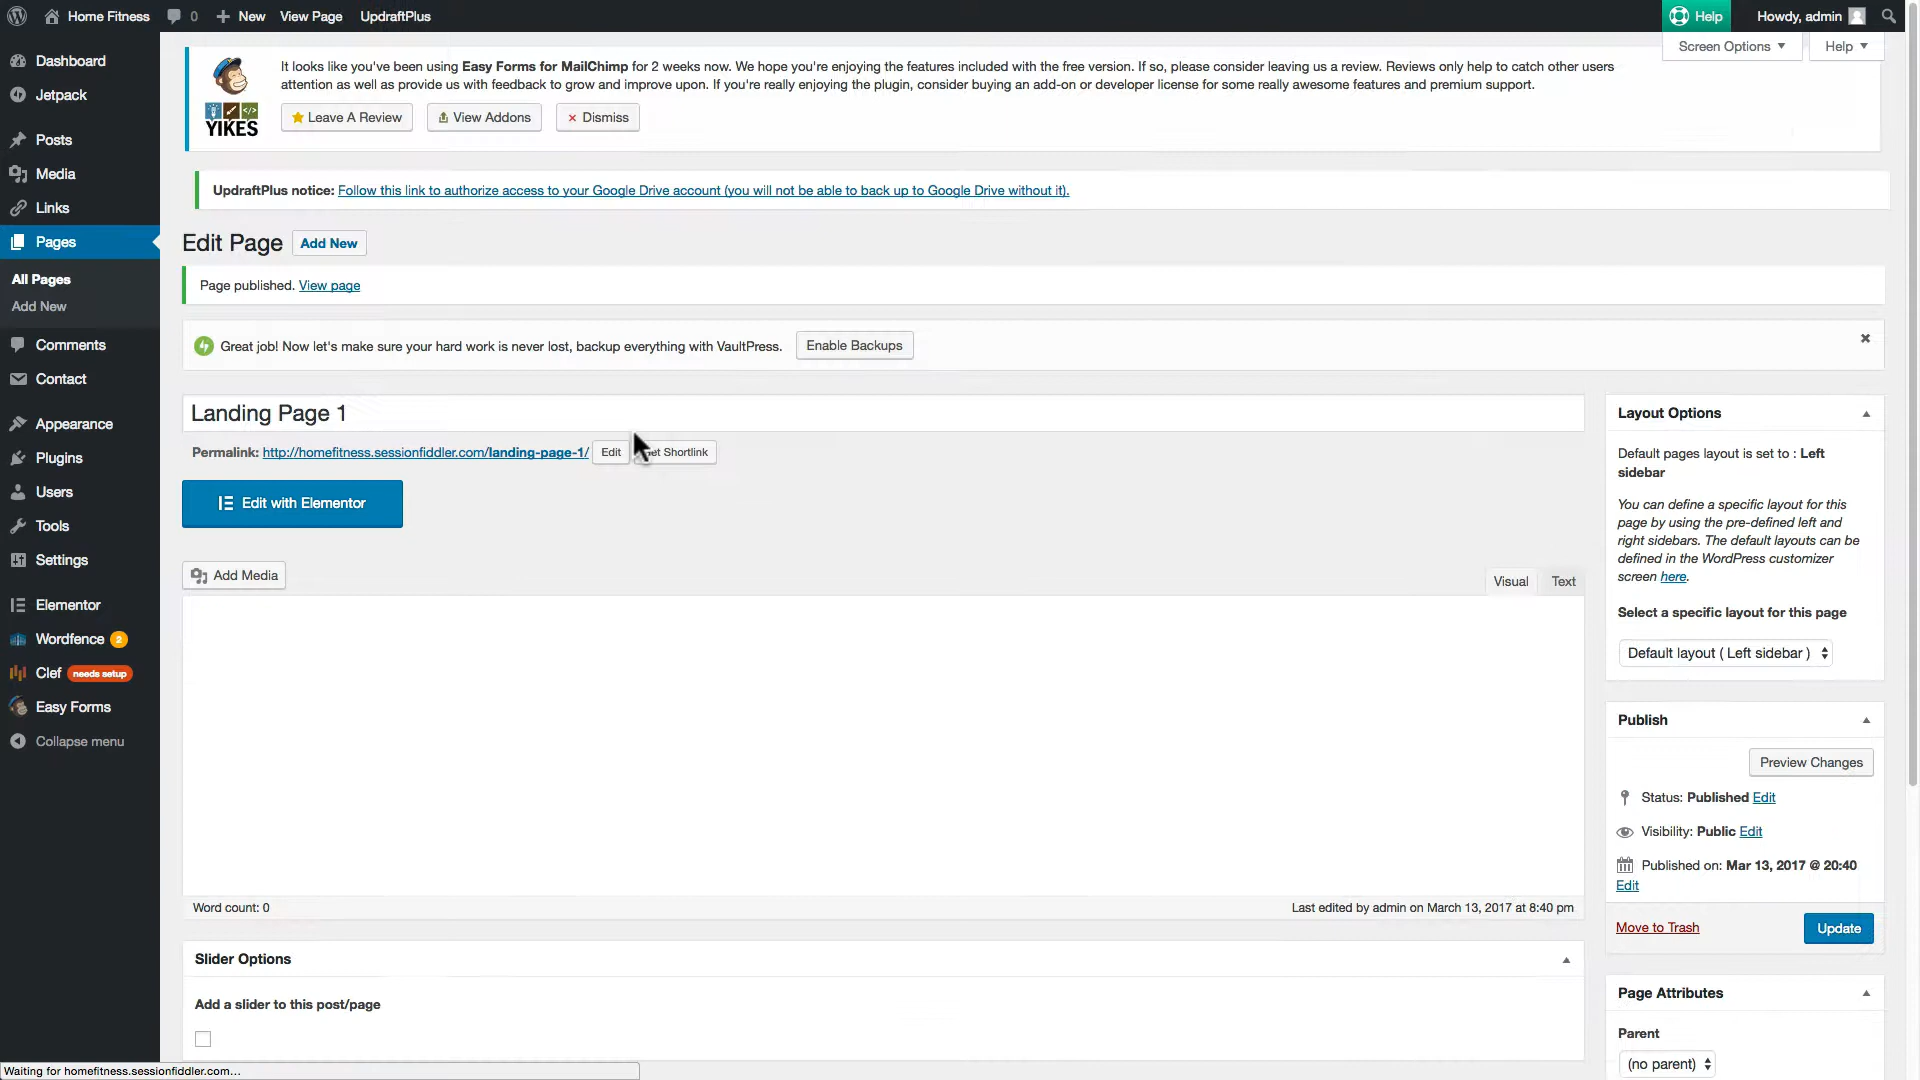 Home Fitness
0
New
View Page
UpdraftPlus
Help
Howdy, admin
Screen Options
Help
Dashboard
Jetpack
Posts
Media
Links
Pages
All Pages
Add New
Comments
Contact
Appearance
Plugins
Users
Tools
Settings
Elementor
Wordfence 2
Clef needs setup
Easy Forms
Collapse menu
YIKES
It looks like you've been using Easy Forms for MailChimp for 2 weeks now. We hope you're enjoying the features included with the free version. If so, please consider leaving us a review. Reviews only help to catch other users
attention as well as provide us with feedback to grow and improve upon. If you're really enjoying the plugin, consider buying an add-on or developer license for some really awesome features and premium support.
Leave A Review
View Addons
Dismiss
UpdraftPlus notice: Follow this link to authorize access to your Google Drive account (you will not be able to back up to Google Drive without it).
Edit Page
Add New
Page published. View page
Great job! Now let's make sure your hard work is never lost, backup everything with VaultPress.
Enable Backups
Landing Page 1
Permalink: http://homefitness.sessionfiddler.com/landing-page-1/
Edit
Shortlink
Edit with Elementor
Add Media
Visual
Text
Word count: 0
Last edited by admin on March 13, 2017 at 8:40 pm
Slider Options
Add a slider to this post/page
Layout Options
Default pages layout is set to : Left
sidebar
You can define a specific layout for this
page by using the pre-defined left and
right sidebars. The default layouts can be
defined in the WordPress customizer
screen here.
Select a specific layout for this page
Default layout ( Left sidebar )
Publish
Preview Changes
Status: Published Edit
Visibility: Public Edit
Published on: Mar 13, 2017 @ 20:40
Edit
Move to Trash
Update
Page Attributes
Parent
(no parent)
Waiting for homefitness.sessionfiddler.com...